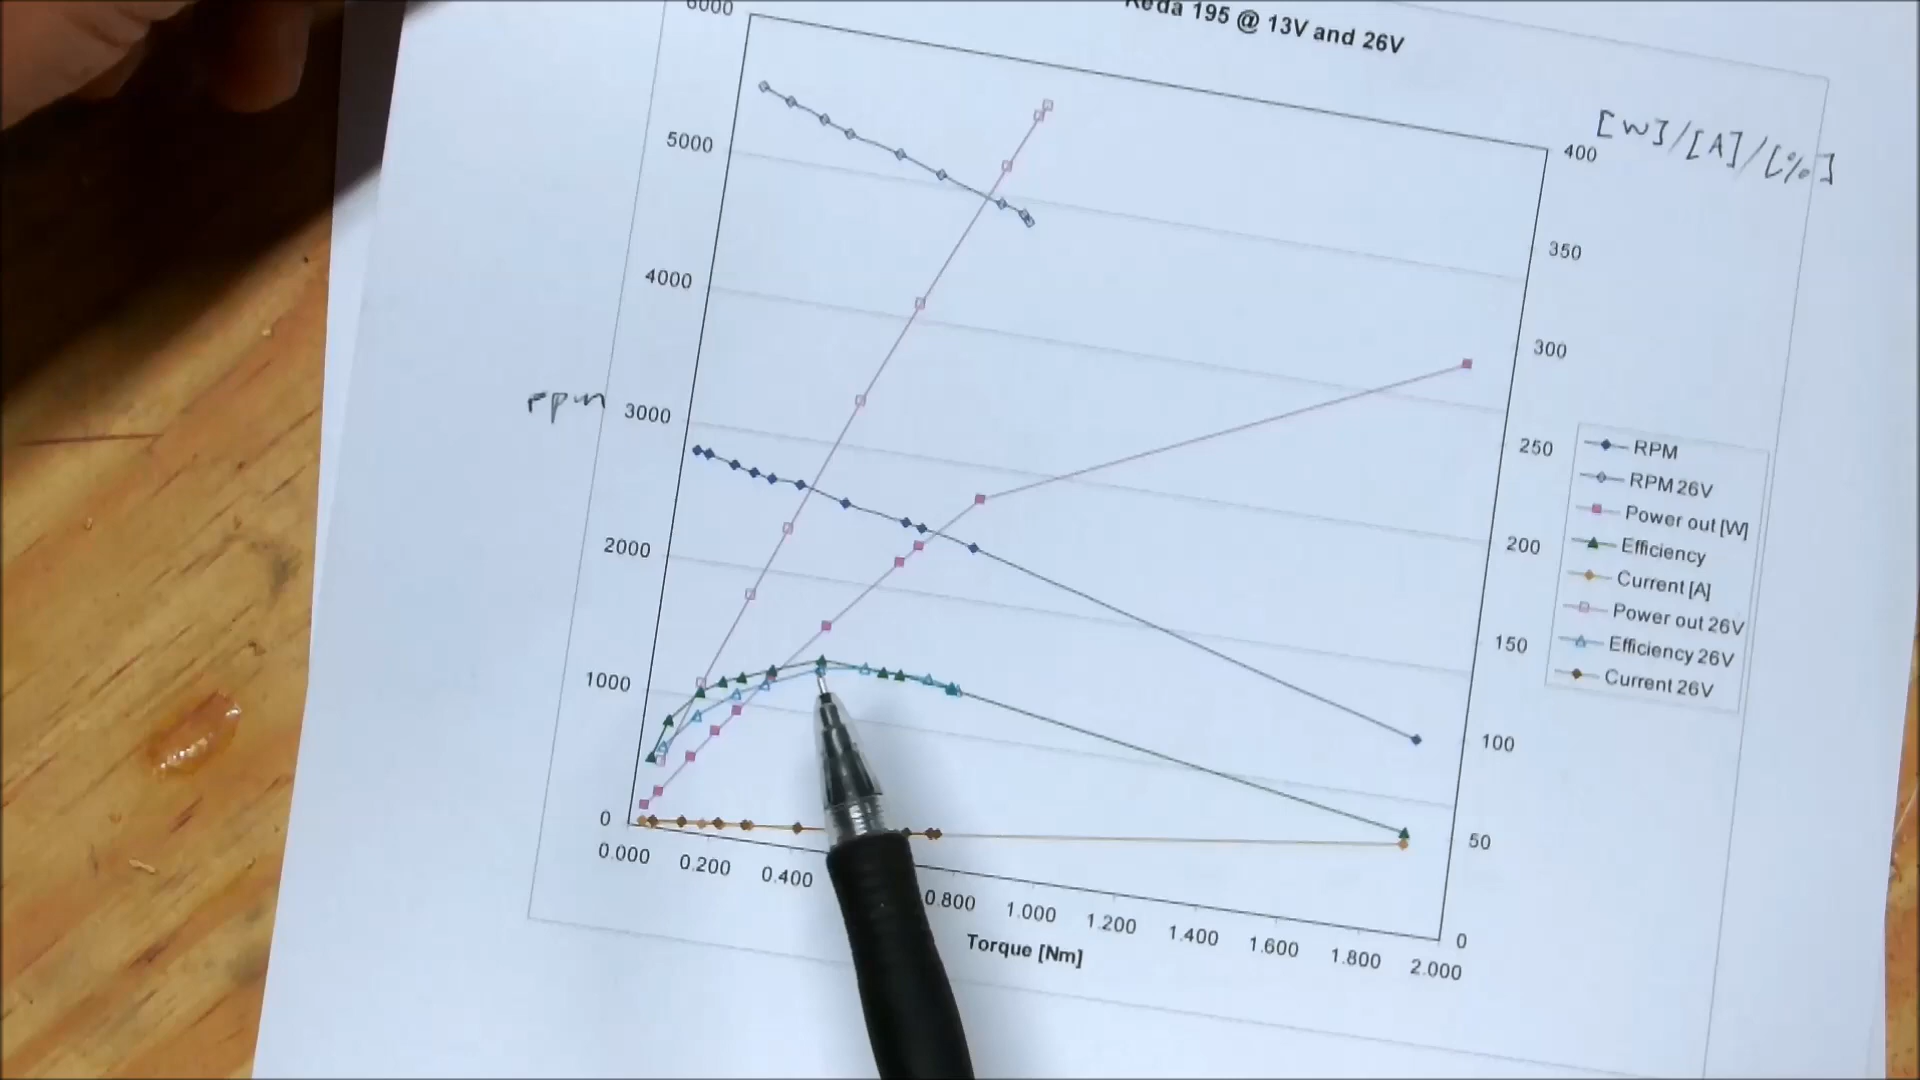 Keda 195 @ 13V and 26V
[W]/[A]/[%]
rpm
6000
5000
4000
3000
2000
1000
0
400
350
300
250
200
150
100
50
0
RPM
RPM 26V
Power out [W]
Efficiency
Current [A]
Power out 26V
Efficiency 26V
Current 26V
0.000 0.200 0.400 0.800 1.000 1.200 1.400 1.600 1.800 2.000
Torque [Nm]